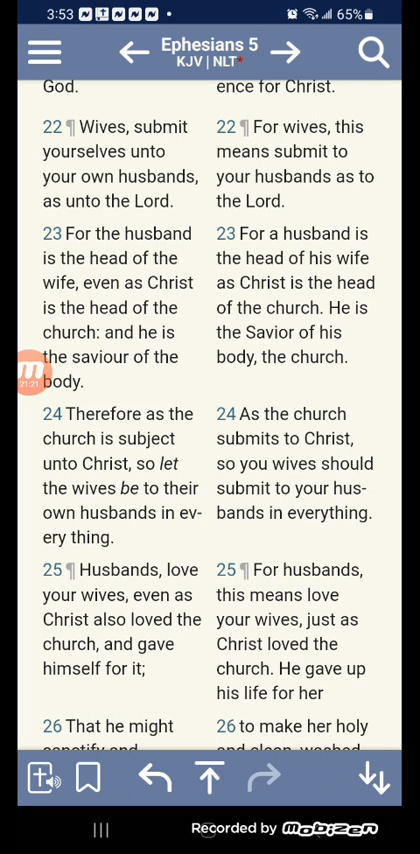 3:53 65%
Ephesians 5
KJV | NLT*
God.
22 ¶ Wives, submit
yourselves unto
your own husbands,
as unto the Lord.
23 For the husband
is the head of the
wife, even as Christ
is the head of the
church: and he is
the saviour of the
body.
24 Therefore as the
church is subject
unto Christ, so let
the wives be to their
own husbands in ev-
ery thing.
25 ¶ Husbands, love
your wives, even as
Christ also loved the
church, and gave
himself for it;
26 That he might
sanctify and
ence for Christ.
22 ¶ For wives, this
means submit to
your husbands as to
the Lord.
23 For a husband is
the head of his wife
as Christ is the head
of the church. He is
the Savior of his
body, the church.
24 As the church
submits to Christ,
so you wives should
submit to your hus-
bands in everything.
25 ¶ For husbands,
this means love
your wives, just as
Christ loved the
church. He gave up
his life for her
26 to make her holy
and clean, washed
21:21
Recorded by Mobizen